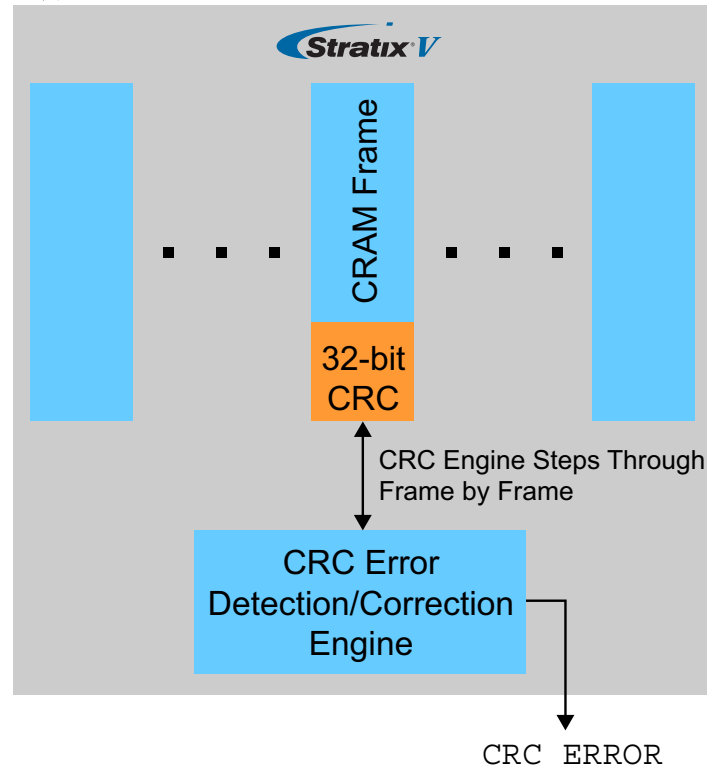 Stratix V
CRAM Frame
32-bit
CRC
CRC Engine Steps Through
Frame by Frame
CRC Error
Detection/Correction
Engine
CRC ERROR